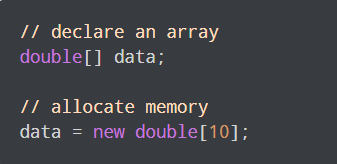 // declare an array
double[] data;
// allocate memory
data = new double[10];